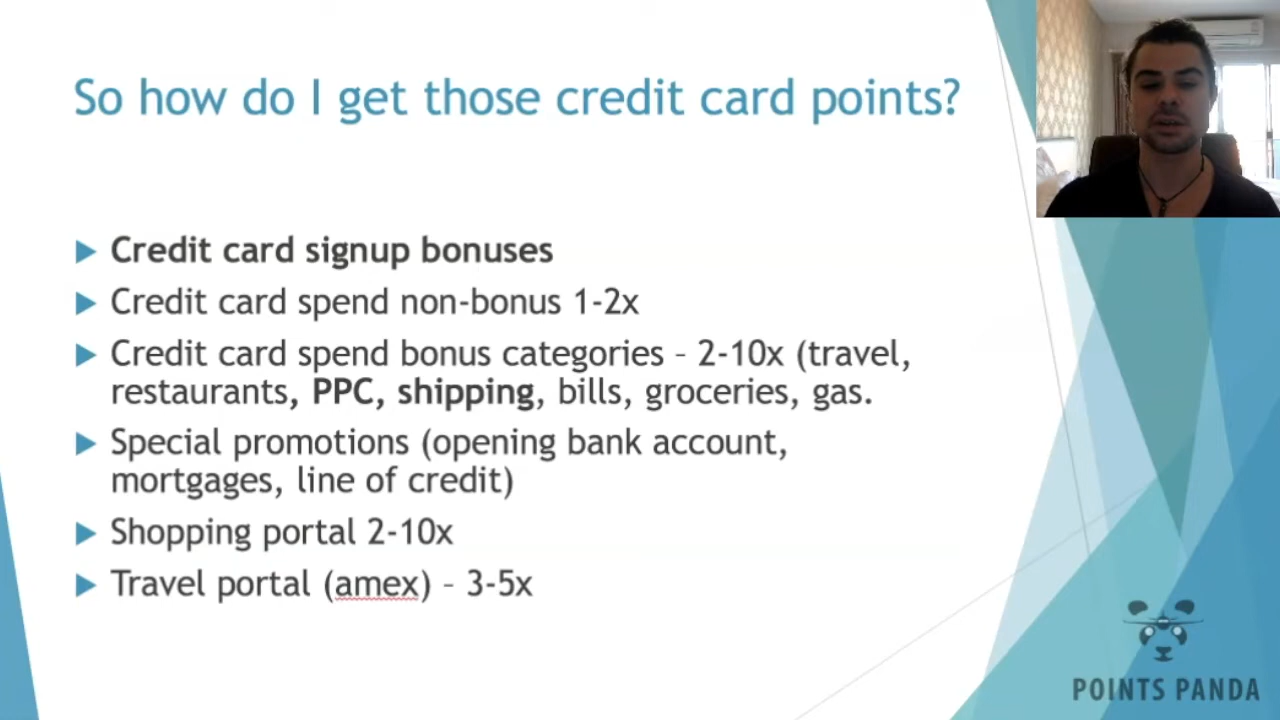 So how do I get those credit card points?
Credit card signup bonuses
Credit card spend non-bonus 1-2x
Credit card spend bonus categories – 2-10x (travel,
restaurants, PPC, shipping, bills, groceries, gas.
Special promotions (opening bank account,
mortgages, line of credit)
Shopping portal 2-10x
Travel portal (amex) – 3-5x
POINTS PANDA